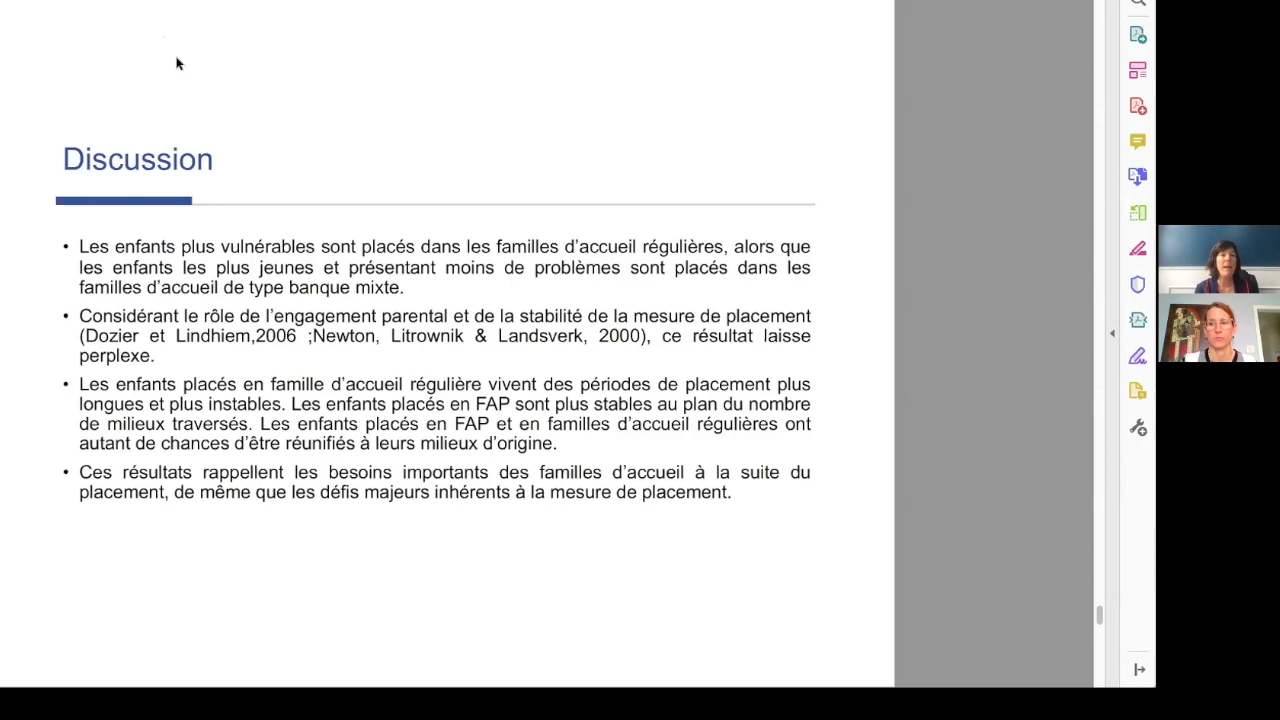 Discussion
• Les enfants plus vulnérables sont placés dans les familles d'accueil régulières, alors que
les enfants les plus jeunes et présentant moins de problèmes sont placés dans les
familles d'accueil de type banque mixte.
• Considérant le rôle de l'engagement parental et de la stabilité de la mesure de placement
(Dozier et Lindhiem,2006 ;Newton, Litrownik & Landsverk, 2000), ce résultat laisse
perplexe.
• Les enfants placés en famille d'accueil régulière vivent des périodes de placement plus
longues et plus instables. Les enfants placés en FAP sont plus stables au plan du nombre
de milieux traversés. Les enfants placés en FAP et en familles d'accueil régulières ont
autant de chances d'être réunifiés à leurs milieux d'origine.
• Ces résultats rappellent les besoins importants des familles d'accueil à la suite du
placement, de même que les défis majeurs inhérents à la mesure de placement.